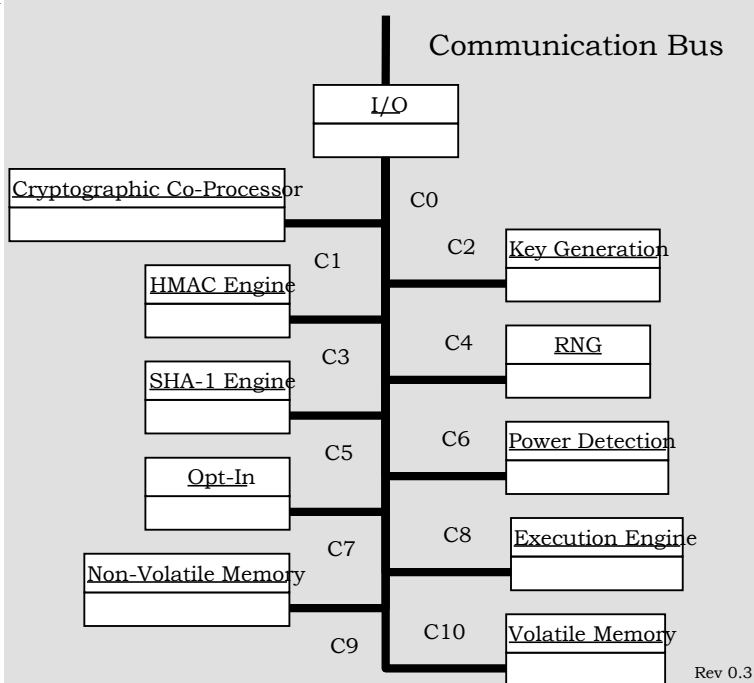 Communication Bus
I/O
Cryptographic Co-Processor
C0
C2
Key Generation
C1
HMAC Engine
C4
RNG
C3
SHA-1 Engine
C6
Power Detection
C5
Opt-In
C8
Execution Engine
C7
Non-Volatile Memory
C10
Volatile Memory
C9
Rev 0.3